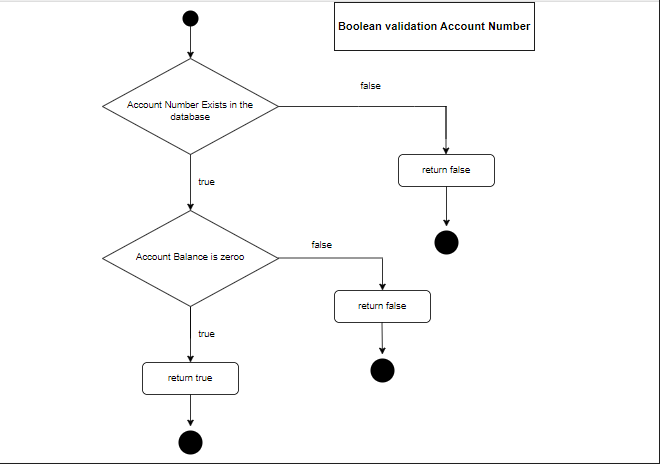 Boolean validation Account Number
false
Account Number Exists in the
database
return false
true
false
Account Balance is zeroo
return false
true
return true